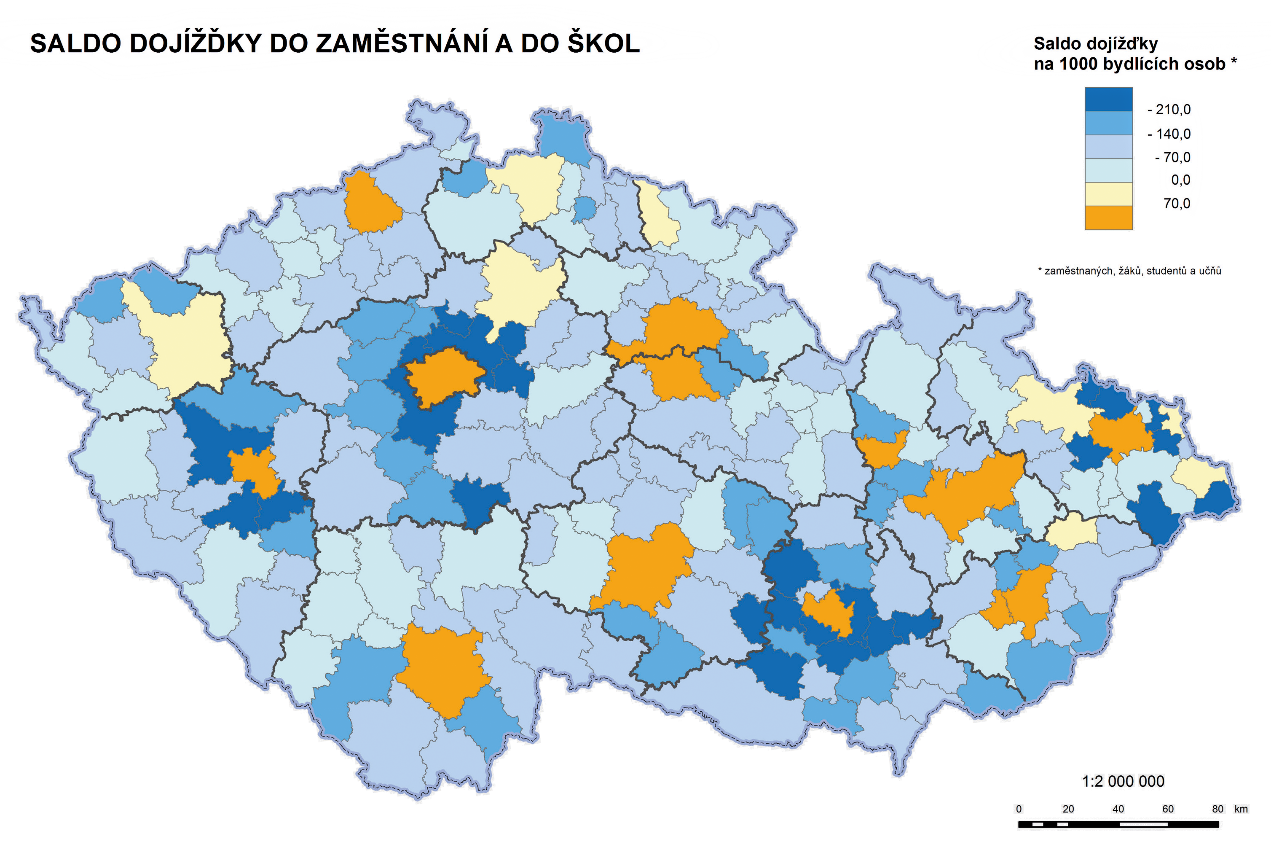 SALDO DOJÍŽĎKY DO ZAMĚSTNÁNÍ A DO ŠKOL
Saldo dojížďky
na 1000 bydlících osob *
- 210,0
- 140,0
- 70,0
0,0
70,0
* zaměstnaných, žáků, studentů a učňů
1:2 000 000
0 20 40 60 80 km